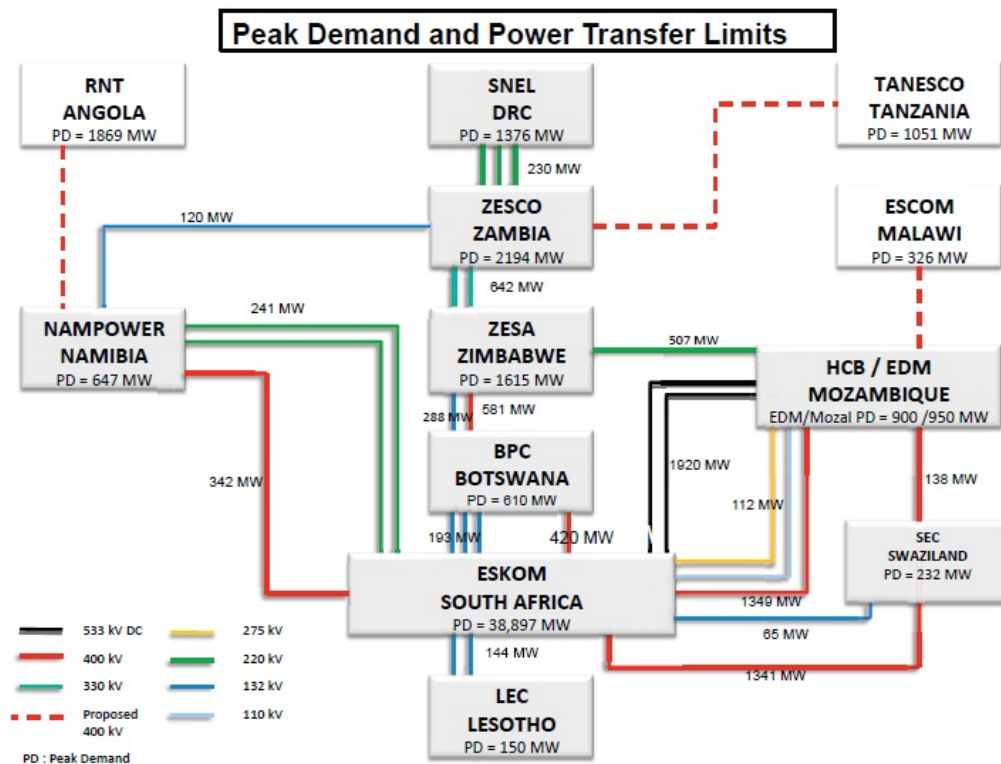 Peak Demand and Power Transfer Limits
RNT
ANGOLA
PD = 1869 MW
SNEL
DRC
PD = 1376 MW
TANESCO
TANZANIA
PD = 1051 MW
230 MW
120 MW
ZESCO
ZAMBIA
PD = 2194 MW
ESCOM
MALAWI
PD = 326 MW
642 MW
241 MW
NAMPOWER
NAMIBIA
PD = 647 MW
ZESA
ZIMBABWE
PD = 1615 MW
507 MW
HCB / EDM
MOZAMBIQUE
EDM/Mozal PD = 900 /950 MW
288 MW
581 MW
BPC
BOTSWANA
PD = 610 MW
342 MW
1920 MW
112 MW
138 MW
193 MW
420 MW
SEC
SWAZILAND
PD = 232 MW
ESKOM
SOUTH AFRICA
PD = 38,897 MW
1349 MW
65 MW
144 MW
1341 MW
LEC
LESOTHO
PD = 150 MW
533 kV DC
275 kV
400 kV
220 kV
330 kV
132 kV
Proposed
400 kV
110 kV
PD : Peak Demand